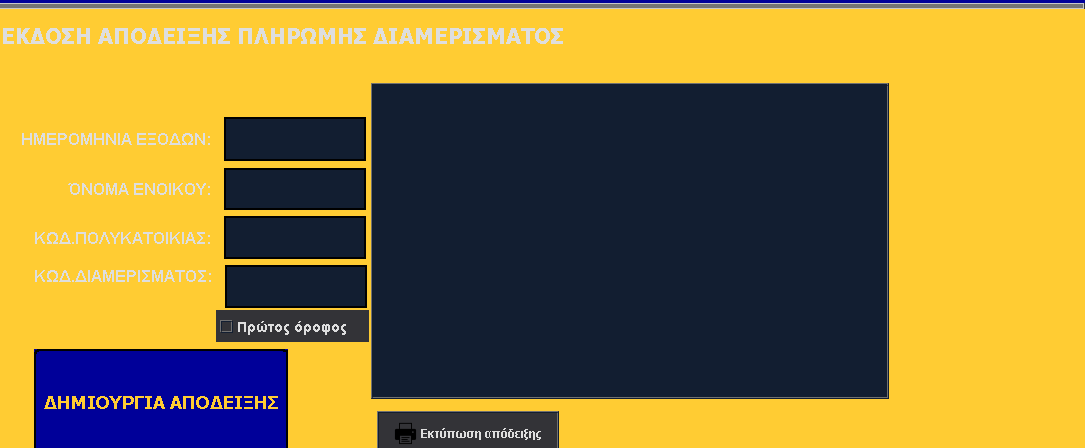 ΕΚΔΟΣΗ ΑΠΟΔΕΙΞΗΣ ΠΛΗΡΩΜΗΣ ΔΙΑΜΕΡΙΣΜΑΤΟΣ
ΗΜΕΡΟΜΗΝΙΑ ΕΞΟΔΩΝ:
ΌΝΟΜΑ ΕΝΟΙΚΟΥ:
ΚΩΔ.ΠΟΛΥΚΑΤΟΙΚΙΑΣ:
ΚΩΔ.ΔΙΑΜΕΡΙΣΜΑΤΟΣ:
Πρώτος όροφος
ΔΗΜΙΟΥΡΓΙΑ ΑΠΟΔΕΙΞΗΣ
Εκτύπωση απόδειξης